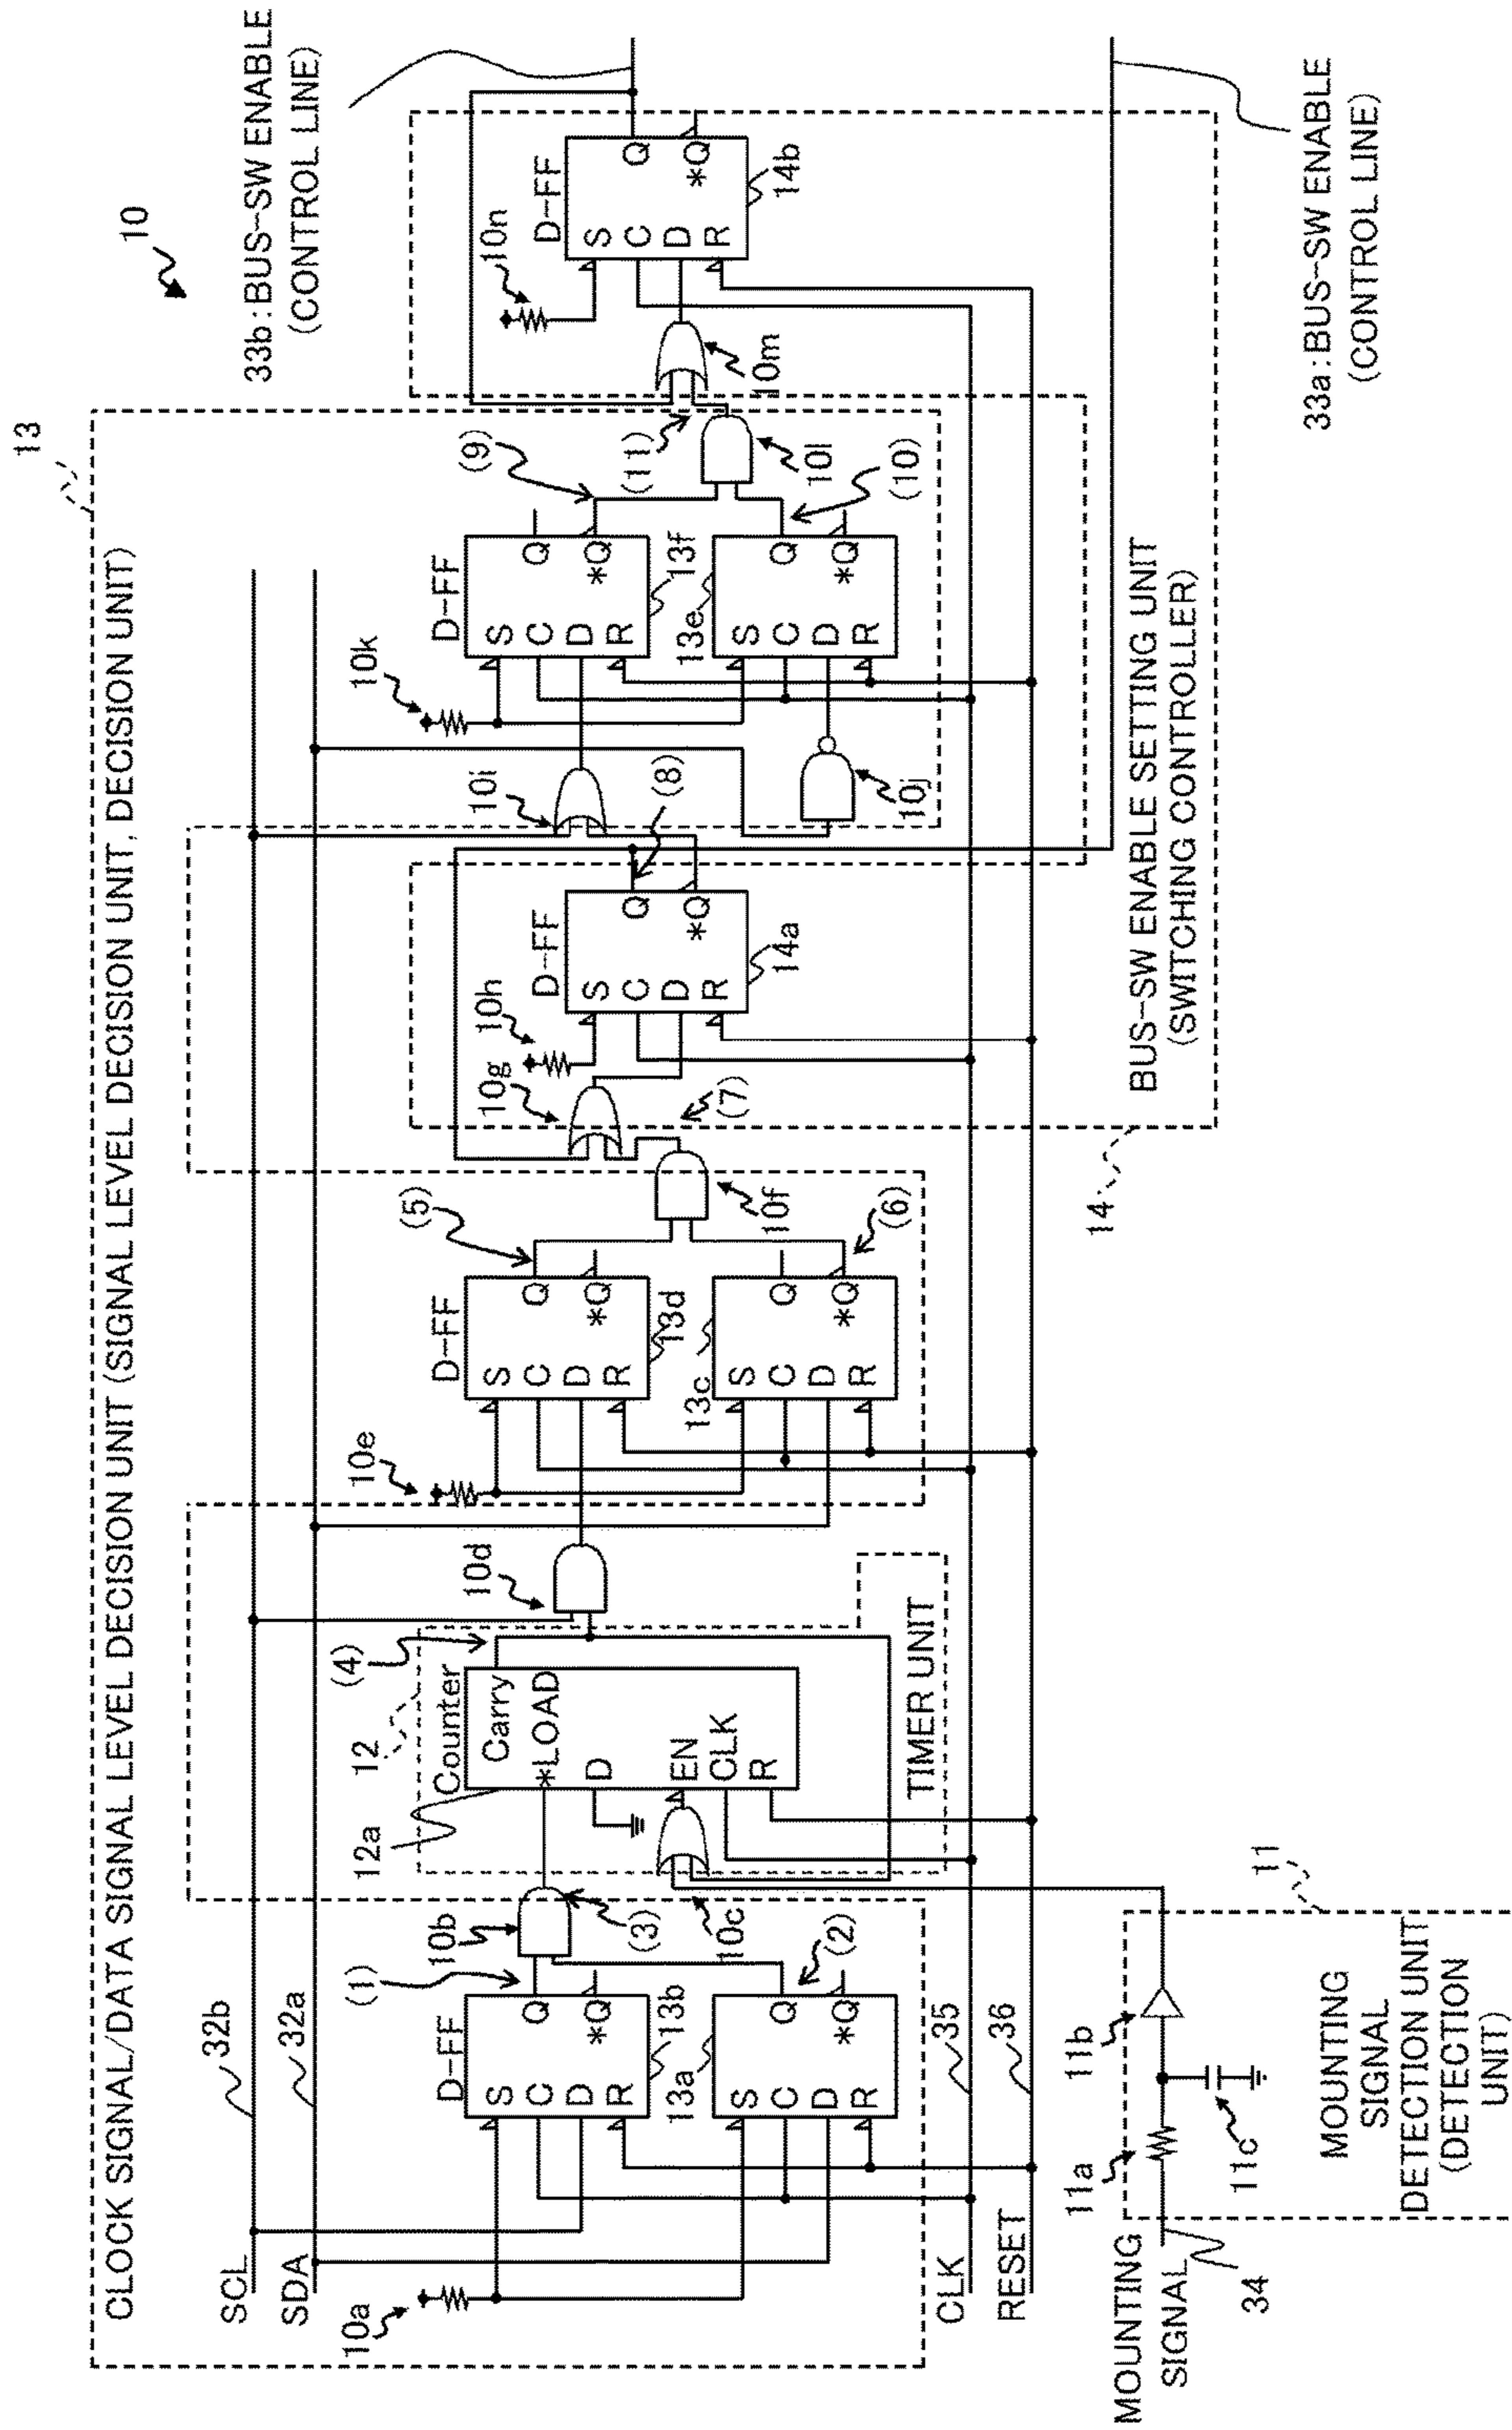 10
13
CLOCK SIGNAL/DATA SIGNAL LEVEL DECISION UNIT (SIGNAL LEVEL DECISION UNIT, DECISION UNIT)
33b:BUS-SW ENABLE
(CONTROL LINE)
SCL
32b
SDA
32a
10a
D-FF
S
C
D
R
Q
*Q
13b
(1)
13a
S
C
D
R
Q
*Q
(2)
10b
(3)
10c
12
12a
Counter
Carry
*LOAD
D
EN
CLK
R
(4)
TIMER UNIT
10d
10e
D-FF
S
C
D
R
Q
*Q
13d
(5)
13c
S
C
D
R
Q
*Q
(6)
10f
(7)
10g
10h
D-FF
S
C
D
R
Q
*Q
14a
(8)
10i
10j
10k
D-FF
S
C
D
R
Q
*Q
13f
(9)
13e
S
C
D
R
Q
*Q
(10)
10l
(11)
10m
10n
D-FF
S
C
D
R
Q
*Q
14b
CLK
35
RESET
36
14
BUS-SW ENABLE SETTING UNIT
(SWITCHING CONTROLLER)
33a:BUS-SW ENABLE
(CONTROL LINE)
MOUNTING
SIGNAL
34
11a
11b
11c
11
MOUNTING
SIGNAL
DETECTION UNIT
(DETECTION
UNIT)